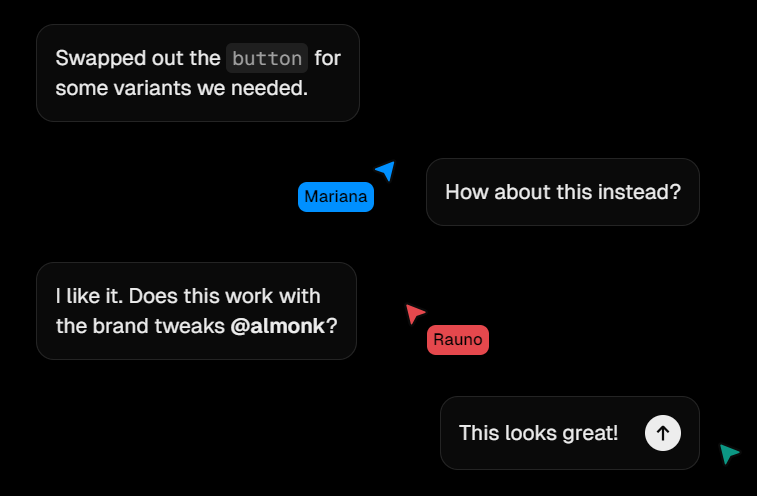 Swapped out the button for
some variants we needed.
Mariana
How about this instead?
I like it. Does this work with
the brand tweaks @almonk?
Rauno
This looks great!